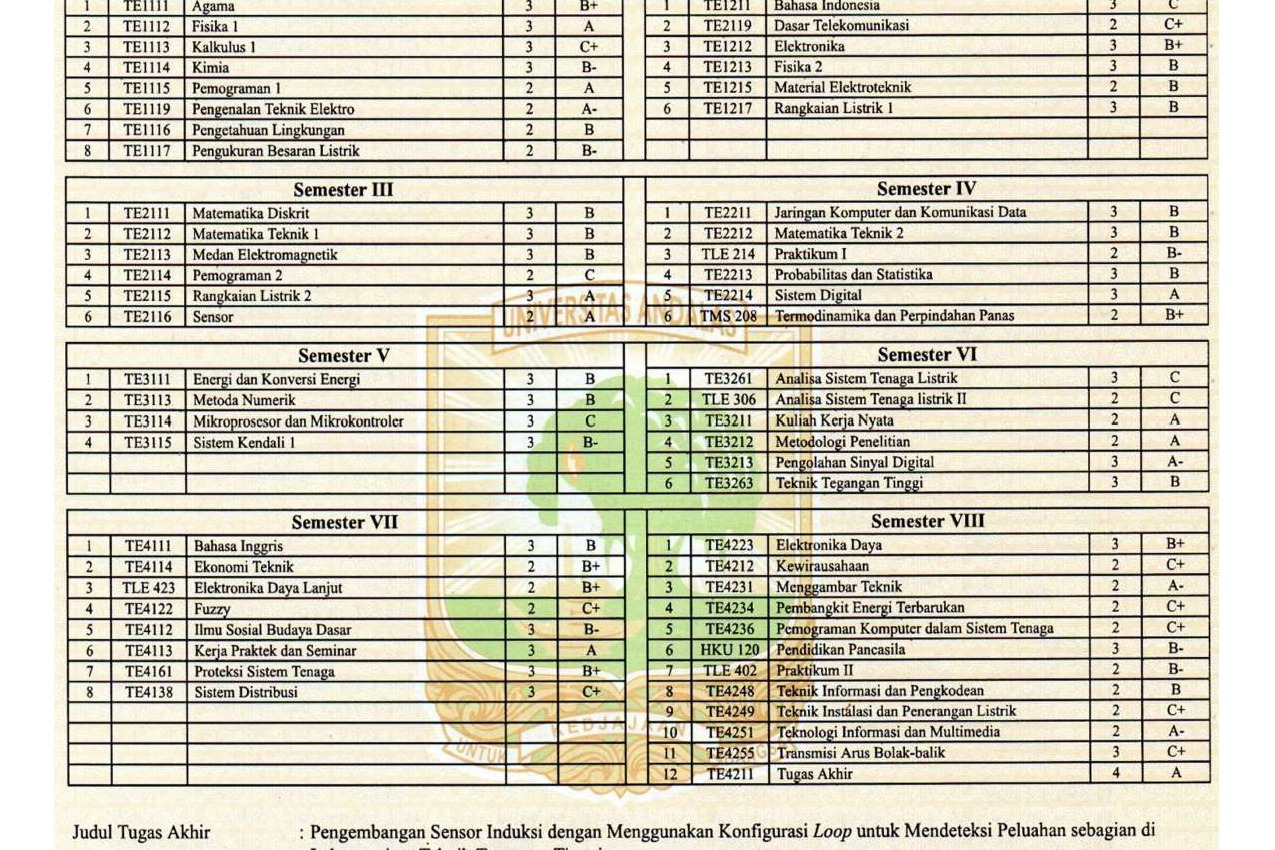 1 TE1111 Agama 3 B+
2 TE1112 Fisika 1 3 A
3 TE1113 Kalkulus 1 3 C+
4 TE1114 Kimia 3 B-
5 TE1115 Pemograman 1 2 A
6 TE1119 Pengenalan Teknik Elektro 2 A-
7 TE1116 Pengetahuan Lingkungan 2 B
8 TE1117 Pengukuran Besaran Listrik 2 B-
1 TE1211 Bahasa Indonesia 3 C
2 TE2119 Dasar Telekomunikasi 2 C+
3 TE1212 Elektronika 3 B+
4 TE1213 Fisika 2 3 B
5 TE1215 Material Elektroteknik 2 B
6 TE1217 Rangkaian Listrik 1 3 B
Semester III
1 TE2111 Matematika Diskrit 3 B
2 TE2112 Matematika Teknik 1 3 B
3 TE2113 Medan Elektromagnetik 3 B
4 TE2114 Pemograman 2 2 C
5 TE2115 Rangkaian Listrik 2 3 A
6 TE2116 Sensor 2 A
Semester IV
1 TE2211 Jaringan Komputer dan Komunikasi Data 3 B
2 TE2212 Matematika Teknik 2 3 B
3 TLE 214 Praktikum I 2 B-
4 TE2213 Probabilitas dan Statistika 3 B
5 TE2214 Sistem Digital 3 A
6 TMS 208 Termodinamika dan Perpindahan Panas 2 B+
UNIVERSITAS ANDALAS
Semester V
1 TE3111 Energi dan Konversi Energi 3 B
2 TE3113 Metoda Numerik 3 B
3 TE3114 Mikroprosesor dan Mikrokontroler 3 C
4 TE3115 Sistem Kendali 1 3 B-
Semester VI
1 TE3261 Analisa Sistem Tenaga Listrik 3 C
2 TLE 306 Analisa Sistem Tenaga listrik II 2 C
3 TE3211 Kuliah Kerja Nyata 2 A
4 TE3212 Metodologi Penelitian 2 A
5 TE3213 Pengolahan Sinyal Digital 3 A-
6 TE3263 Teknik Tegangan Tinggi 3 B
Semester VII
1 TE4111 Bahasa Inggris 3 B
2 TE4114 Ekonomi Teknik 2 B+
3 TLE 423 Elektronika Daya Lanjut 2 B+
4 TE4122 Fuzzy 2 C+
5 TE4112 Ilmu Sosial Budaya Dasar 3 B-
6 TE4113 Kerja Praktek dan Seminar 3 A
7 TE4161 Proteksi Sistem Tenaga 3 B+
8 TE4138 Sistem Distribusi 3 C+
Semester VIII
1 TE4223 Elektronika Daya 3 B+
2 TE4212 Kewirausahaan 2 C+
3 TE4231 Menggambar Teknik 2 A-
4 TE4234 Pembangkit Energi Terbarukan 2 C+
5 TE4236 Pemograman Komputer dalam Sistem Tenaga 2 C+
6 HKU 120 Pendidikan Pancasila 3 B-
7 TLE 402 Praktikum II 2 B-
8 TE4248 Teknik Informasi dan Pengkodean 2 B
9 TE4249 Teknik Instalasi dan Penerangan Listrik 2 C+
10 TE4251 Teknologi Informasi dan Multimedia 2 A-
11 TE4255 Transmisi Arus Bolak-balik 3 C+
12 TE4211 Tugas Akhir 4 A
UNTUK KEDJAJAAN
Judul Tugas Akhir : Pengembangan Sensor Induksi dengan Menggunakan Konfigurasi Loop untuk Mendeteksi Peluahan sebagian di